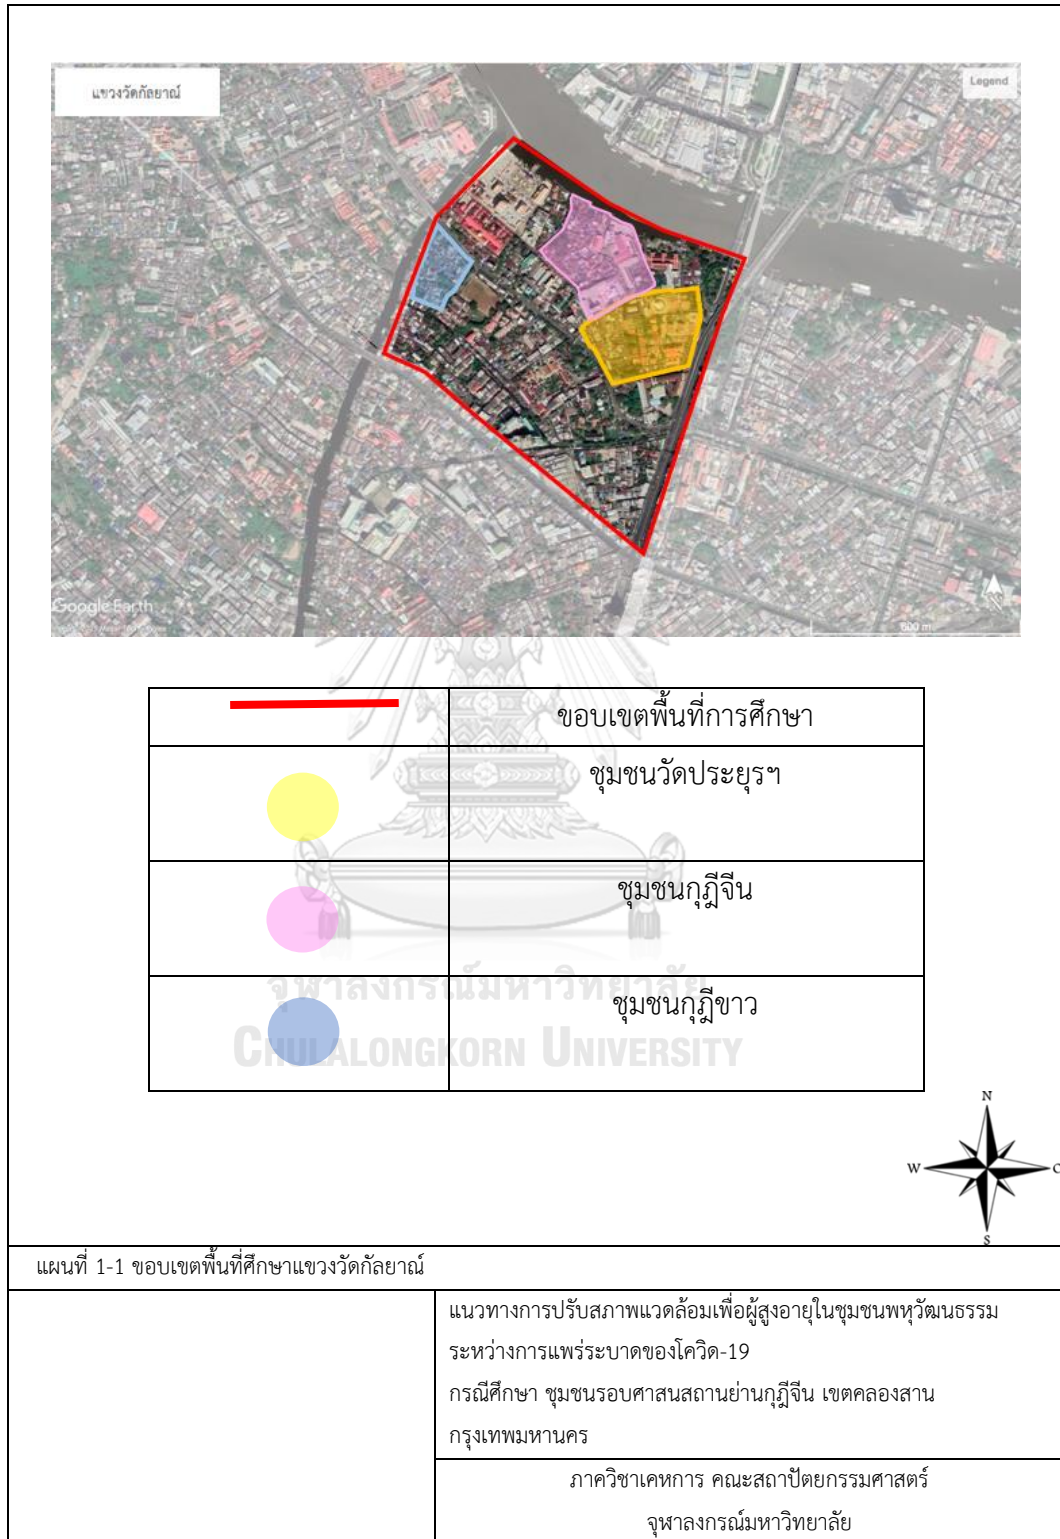 แขวงวัดกัลยาณ์
Legend
Google Earth
600 m
ขอบเขตพื้นที่การศึกษา
ชุมชนวัดประยุรฯ
ชุมชนกุฎีจีน
ชุมชนกุฎีขาว
จุฬาลงกรณ์มหาวิทยาลัย
CHULALONGKORN UNIVERSITY
N
W
S
แผนที่ 1-1 ขอบเขตพื้นที่ศึกษาแขวงวัดกัลยาณ์
แนวทางการปรับสภาพแวดล้อมเพื่อผู้สูงอายุในชุมชนพหุวัฒนธรรม
ระหว่างการแพร่ระบาดของโควิด-19
กรณีศึกษา ชุมชนรอบศาสนสถานย่านกุฎีจีน เขตคลองสาน
กรุงเทพมหานคร
ภาควิชาเคหการ คณะสถาปัตยกรรมศาสตร์
จุฬาลงกรณ์มหาวิทยาลัย